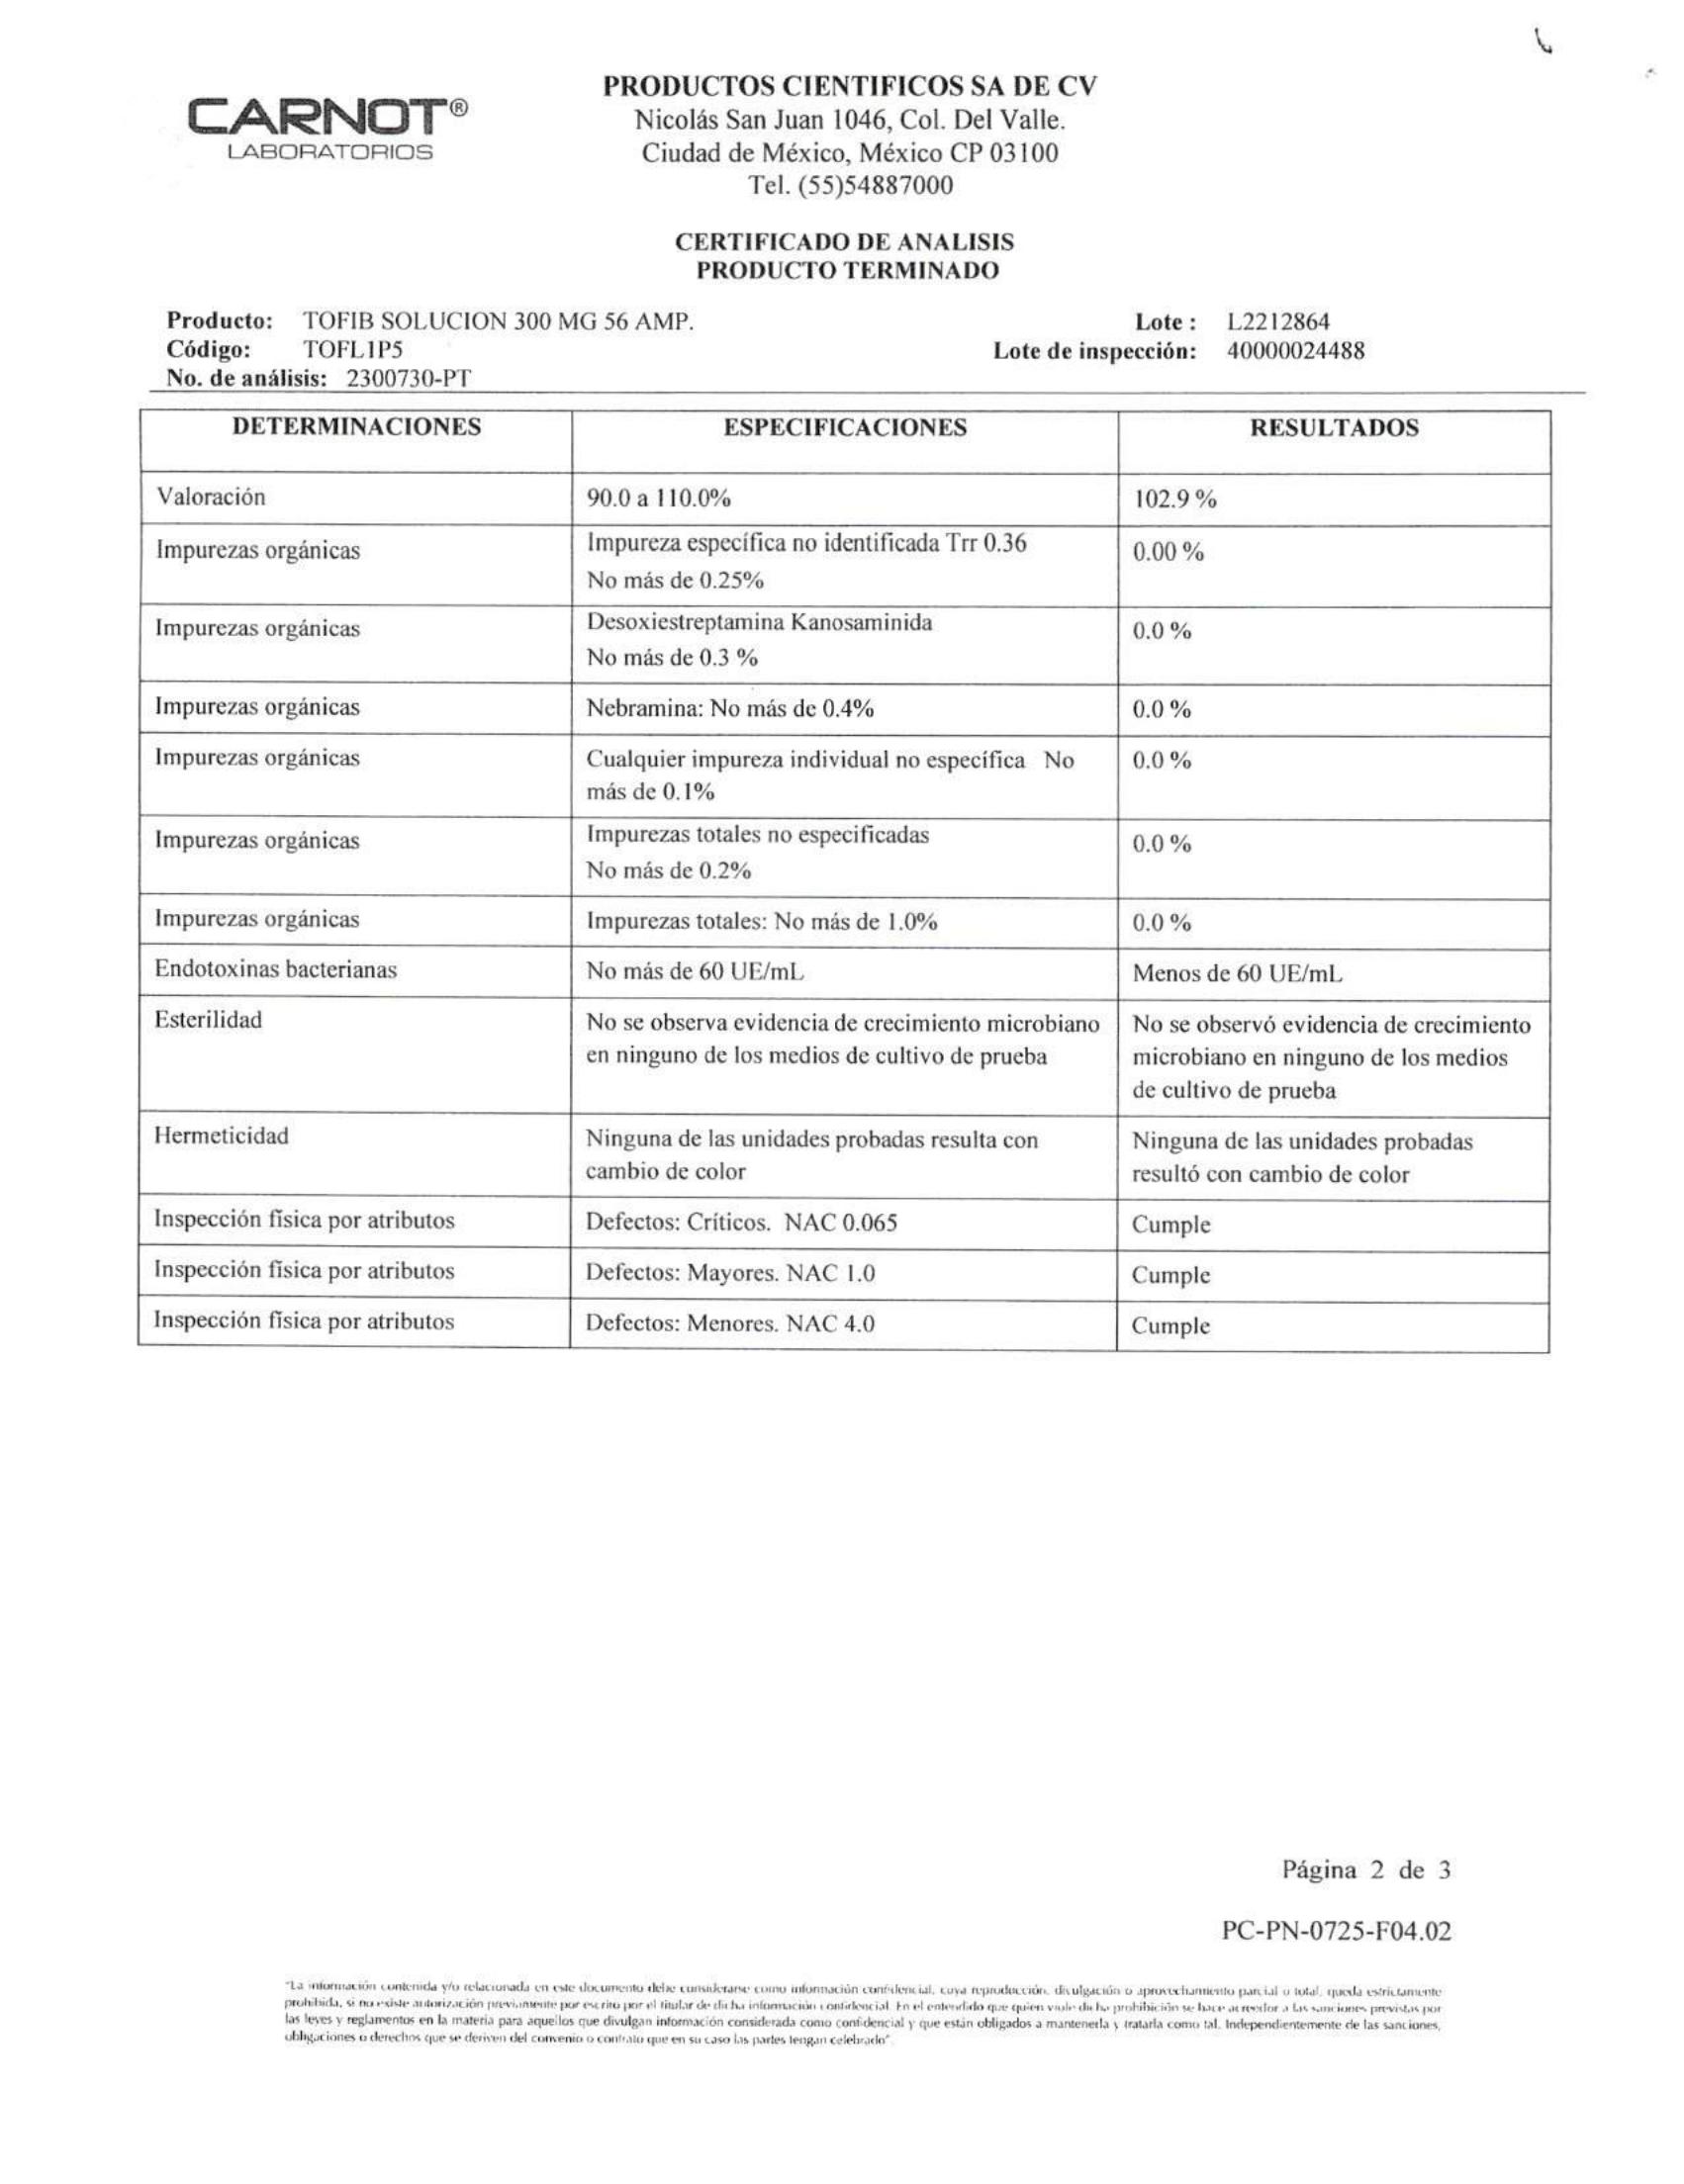 CARNOT®
LABORATORIOS
PRODUCTOS CIENTIFICOS SA DE CV
Nicolás San Juan 1046, Col. Del Valle.
Ciudad de México, México CP 03100
Tel. (55)54887000
CERTIFICADO DE ANALISIS
PRODUCTO TERMINADO
Producto: TOFIB SOLUCION 300 MG 56 AMP.
Lote : L2212864
Código: TOFL1P5
Lote de inspección: 40000024488
No. de análisis: 2300730-PT
DETERMINACIONES ESPECIFICACIONES RESULTADOS
Valoración 90.0 a 110.0% 102.9 %
Impurezas orgánicas Impureza específica no identificada Trr 0.36 0.00 %
No más de 0.25%
Impurezas orgánicas Desoxiestreptamina Kanosaminida 0.0 %
No más de 0.3 %
Impurezas orgánicas Nebramina: No más de 0.4% 0.0 %
Impurezas orgánicas Cualquier impureza individual no específica No 0.0 %
más de 0.1%
Impurezas orgánicas Impurezas totales no especificadas 0.0 %
No más de 0.2%
Impurezas orgánicas Impurezas totales: No más de 1.0% 0.0 %
Endotoxinas bacterianas No más de 60 UE/mL Menos de 60 UE/mL
Esterilidad No se observa evidencia de crecimiento microbiano No se observó evidencia de crecimiento
en ninguno de los medios de cultivo de prueba microbiano en ninguno de los medios
de cultivo de prueba
Hermeticidad Ninguna de las unidades probadas resulta con Ninguna de las unidades probadas
cambio de color resultó con cambio de color
Inspección física por atributos Defectos: Críticos. NAC 0.065 Cumple
Inspección física por atributos Defectos: Mayores. NAC 1.0 Cumple
Inspección física por atributos Defectos: Menores. NAC 4.0 Cumple
Página 2 de 3
PC-PN-0725-F04.02
"La información contenida y/o relacionada en este documento debe considerarse como información confidencial, cuya reproducción, divulgación o aprovechamiento parcial o total, queda estrictamente
prohibida, si no existe autorización previamente por escrito por el titular de dicha información confidencial. En el entendido que quien viole dicha prohibición se hace acreedor a las sanciones previstas por
las leyes y reglamentos en la materia para aquellos que divulgan información considerada como confidencial y que están obligados a mantenerla y tratarla como tal. Independientemente de las sanciones,
obligaciones o derechos que se deriven del convenio o contrato que en su caso las partes tengan celebrado".